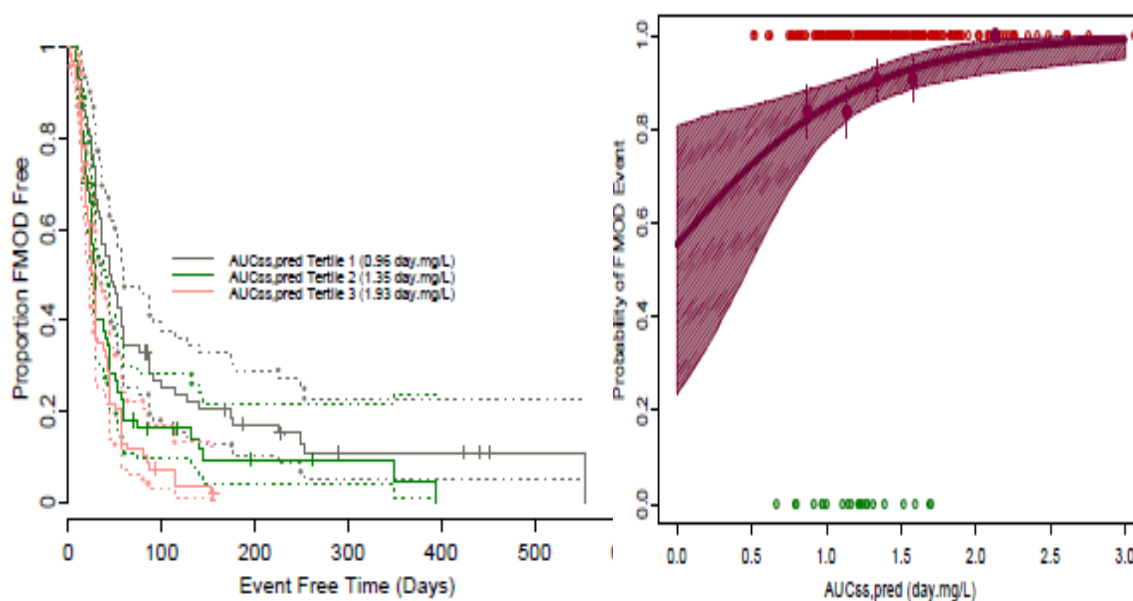 Proportion FMOD Free
1
0.8
0.6
0.4
0.2
0
AUCss,pred Tertile 1 (0.96 day.mg/L)
AUCss,pred Tertile 2 (1.35 day.mg/L)
AUCss,pred Tertile 3 (1.93 day.mg/L)
0 100 200 300 400 500
Event Free Time (Days)
Probability of FMOD Event
1.0
0.8
0.6
0.4
0.2
0.0
0.0 0.5 1.0 1.5 2.0 2.5 3.0
AUCss,pred (day.mg/L)